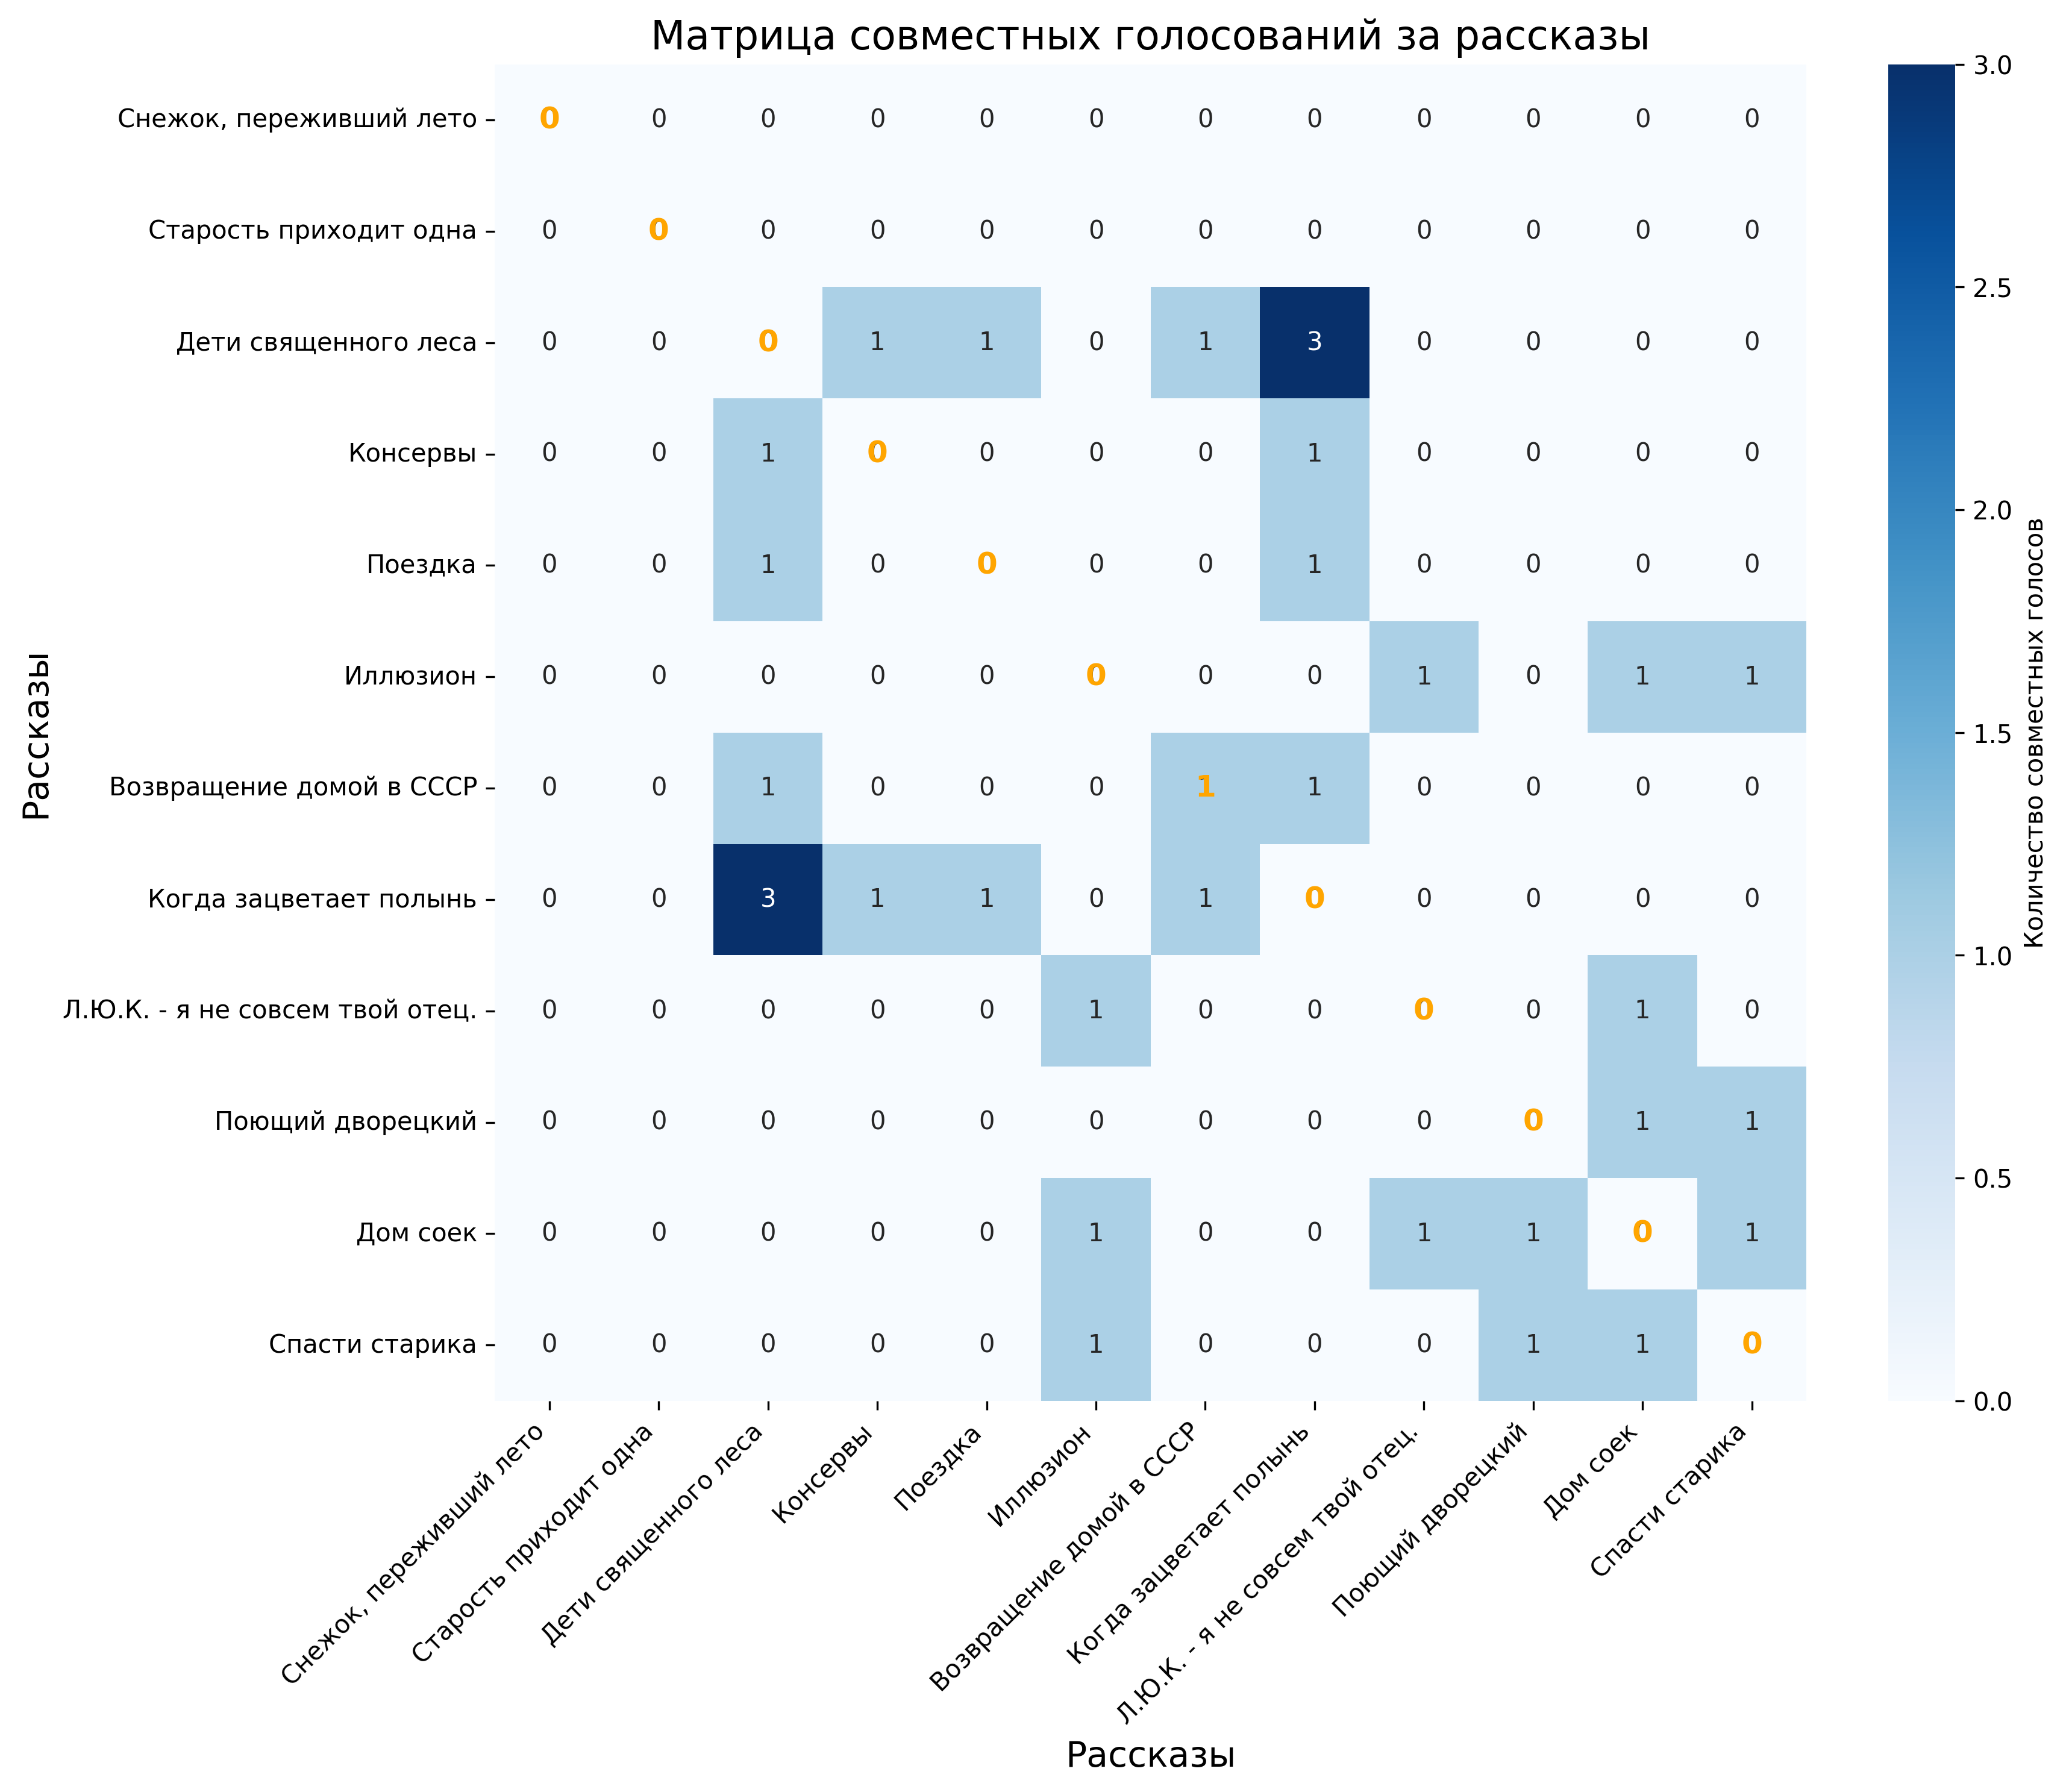 Матрица совместных голосований за рассказы
Снежок, переживший лето 0 0 0 0 0 0 0 0 0 0 0 0
Старость приходит одна 0 0 0 0 0 0 0 0 0 0 0 0
Дети священного леса 0 0 0 1 1 0 1 3 0 0 0 0
Консервы 0 0 1 0 0 0 0 1 0 0 0 0
Поездка 0 0 1 0 0 0 0 1 0 0 0 0
Иллюзион 0 0 0 0 0 0 0 0 1 0 1 1
Возвращение домой в СССР 0 0 1 0 0 0 1 1 0 0 0 0
Когда зацветает полынь 0 0 3 1 1 0 1 0 0 0 0 0
Л.Ю.К. - я не совсем твой отец. 0 0 0 0 0 1 0 0 0 0 1 0
Поющий дворецкий 0 0 0 0 0 0 0 0 0 0 1 1
Дом соек 0 0 0 0 0 1 0 0 1 1 0 1
Спасти старика 0 0 0 0 0 1 0 0 0 1 1 0
Рассказы
Снежок, переживший лето
Старость приходит одна
Дети священного леса
Консервы
Поездка
Иллюзион
Возвращение домой в СССР
Когда зацветает полынь
Л.Ю.К. - я не совсем твой отец.
Поющий дворецкий
Дом соек
Спасти старика
Рассказы
3.0
2.5
2.0
1.5
1.0
0.5
0.0
Количество совместных голосов